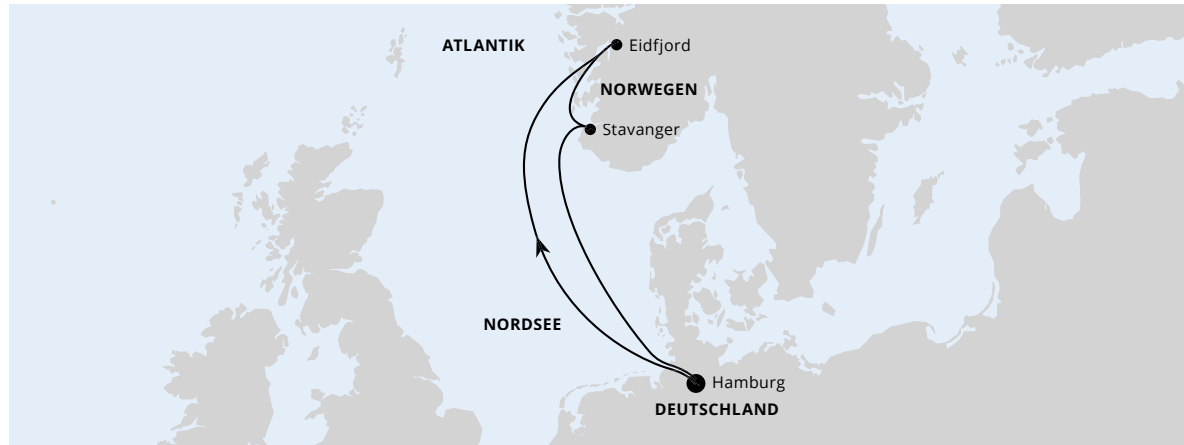 ATLANTIK
Eidfjord
NORWEGEN
Stavanger
NORDSEE
Hamburg
DEUTSCHLAND